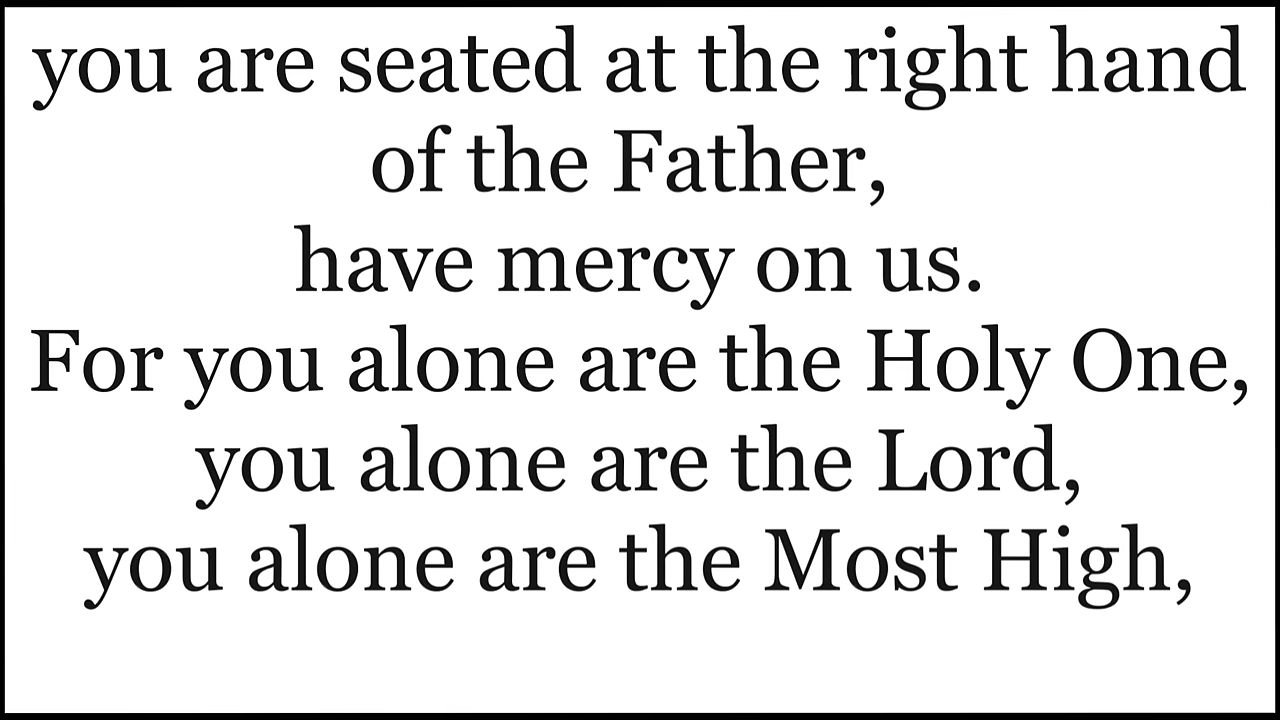 you are seated at the right hand
of the Father,
have mercy on us.
For you alone are the Holy One,
you alone are the Lord,
you alone are the Most High,